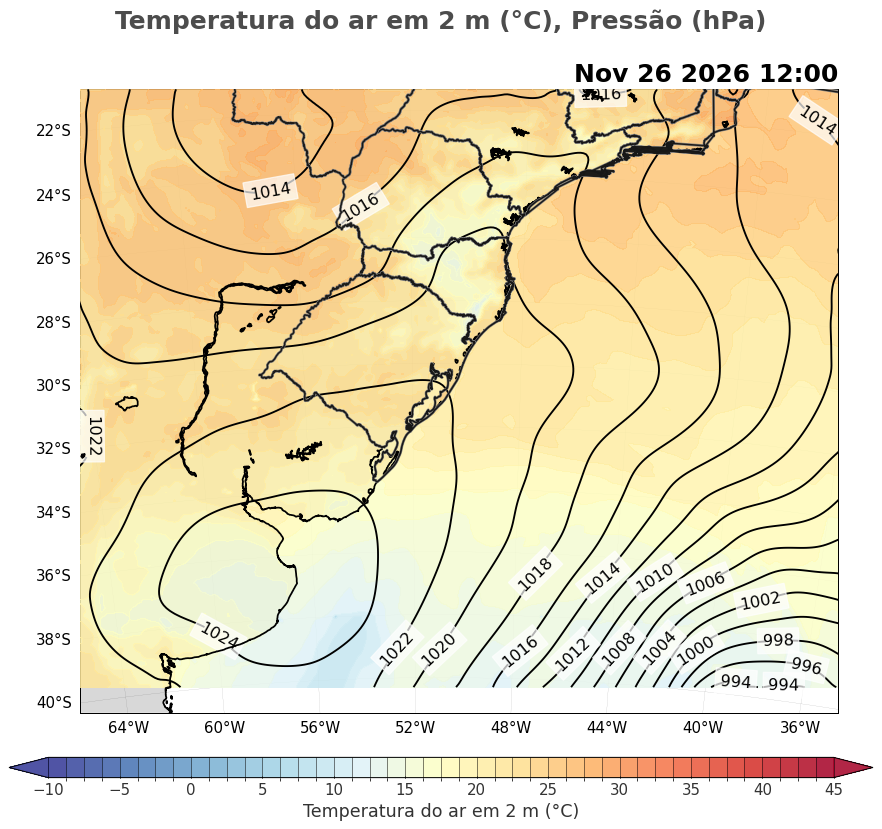 Temperatura do ar em 2 m (°C), Pressão (hPa)
Nov 26 2026 12:00
1016
1014
22°S
1014
1016
24°S
26°S
28°S
30°S
1022
32°S
34°S
1018
1014
1010
1006
36°S
1002
1024
1022
1020
1016
1012
1008
1004
1000
998
38°S
996
994
994
40°S
64°W 60°W 56°W 52°W 48°W 44°W 40°W 36°W
−10 −5 0 5 10 15 20 25 30 35 40 45
Temperatura do ar em 2 m (°C)